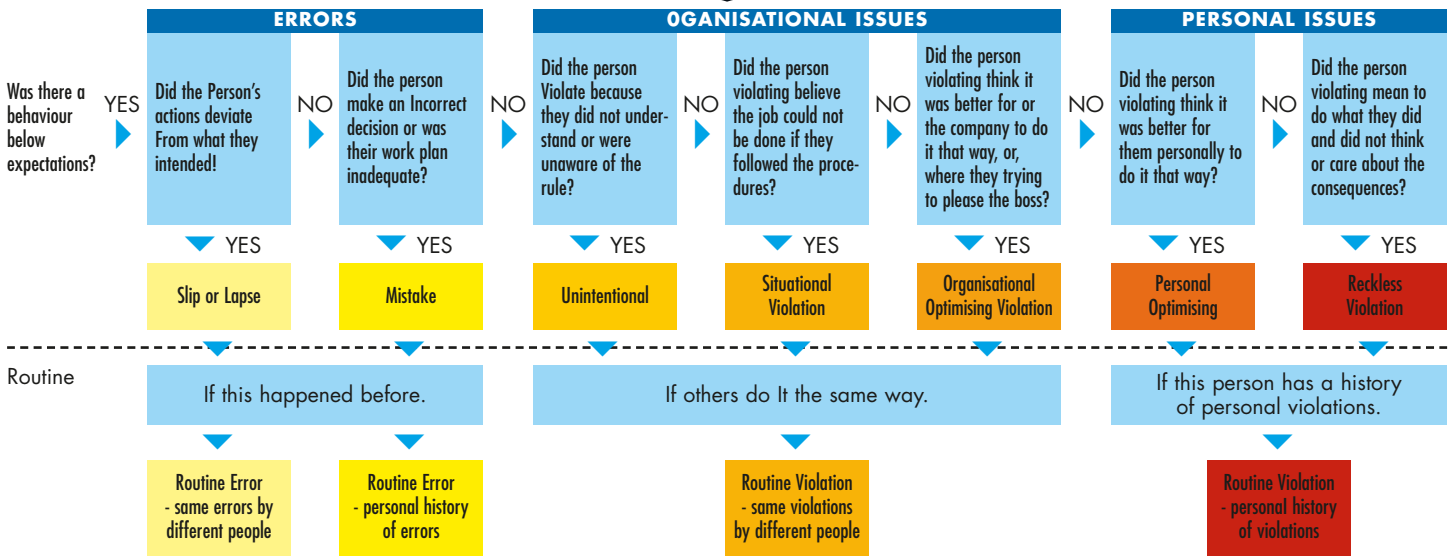 ERRORS
0GANISATIONAL ISSUES
PERSONAL ISSUES
Was there a
behaviour
below
expectations?
YES
Did the Person's
actions deviate
From what they
intended!
NO
Did the person
make an Incorrect
decision or was
their work plan
inadequate?
NO
Did the person
Violate because
they did not under-
stand or were
unaware of the
rule?
NO
Did the person
violating believe
the job could not
be done if they
followed the proce-
dures?
NO
Did the person
violating think it
was better for or
the company to do
it that way, or,
where they trying
to please the boss?
NO
Did the person
violating think it
was better for
them personally to
do it that way?
NO
Did the person
violating mean to
do what they did
and did not think
or care about the
consequences?
YES
YES
YES
YES
YES
YES
YES
Slip or Lapse
Mistake
Unintentional
Situational
Violation
Organisational
Optimising Violation
Personal
Optimising
Reckless
Violation
Routine
If this happened before.
If others do It the same way.
If this person has a history
of personal violations.
Routine Error
- same errors by
different people
Routine Error
- personal history
of errors
Routine Violation
- same violations
by different people
Routine Violation
- personal history
of violations